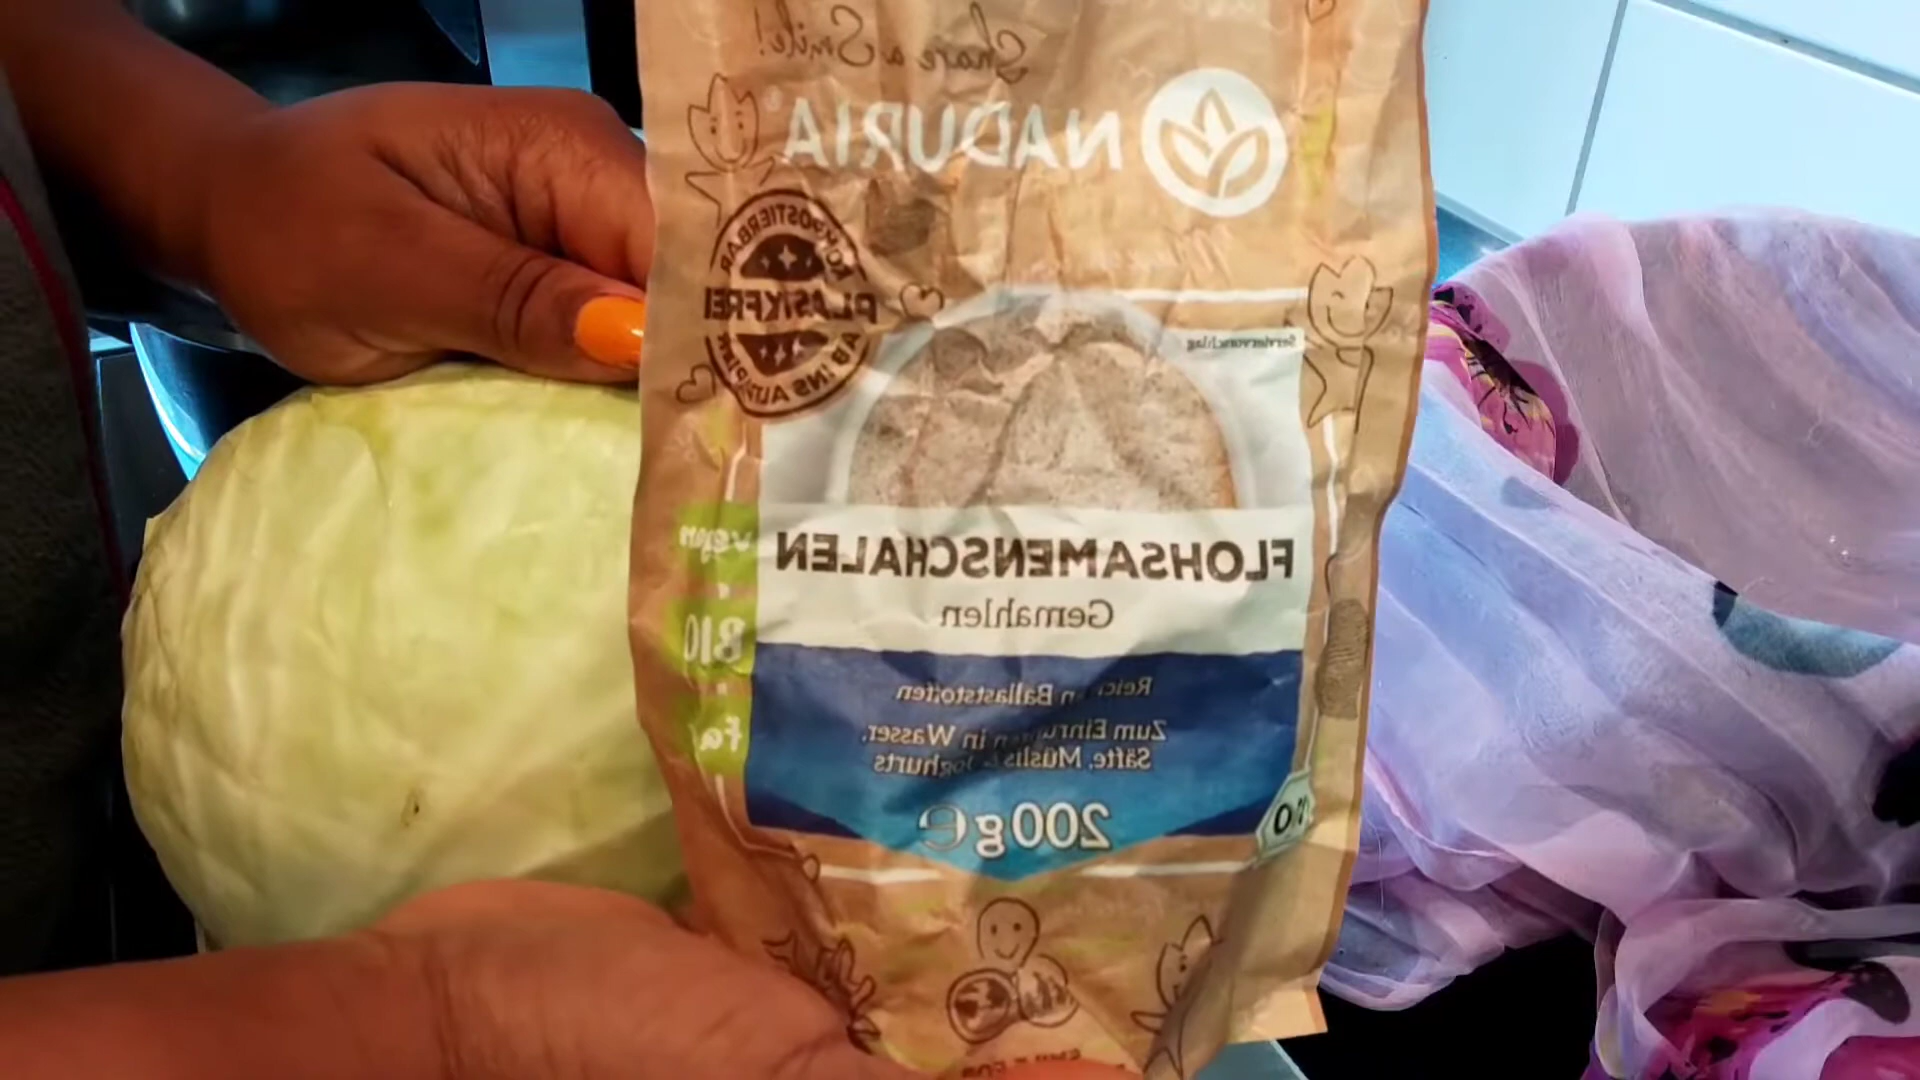 Share a Smile!
NADURIA®
KOMPOSTIERBAR
PLASTIKFREI
AB INS ALTPAPIER
Serviervorschlag
FLOHSAMENSCHALEN
Gemahlen
vegan
BIO
Reich an Ballaststoffen
Zum Einrühren in Wasser,
Säfte, Müslis & Joghurts
200g℮